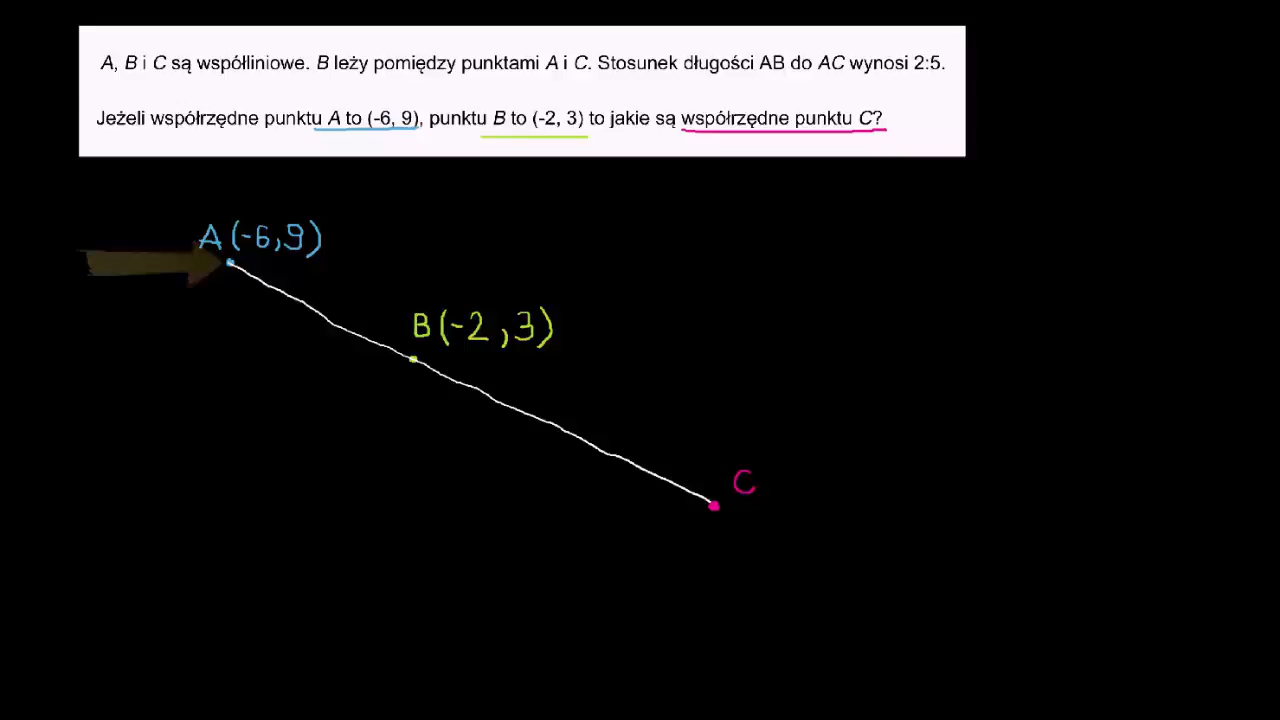 A, B i C są współliniowe. B leży pomiędzy punktami A i C. Stosunek długości AB do AC wynosi 2:5.
Jeżeli współrzędne punktu A to (-6, 9), punktu B to (-2, 3) to jakie są współrzędne punktu C?
A (-6,9)
B (-2,3)
C